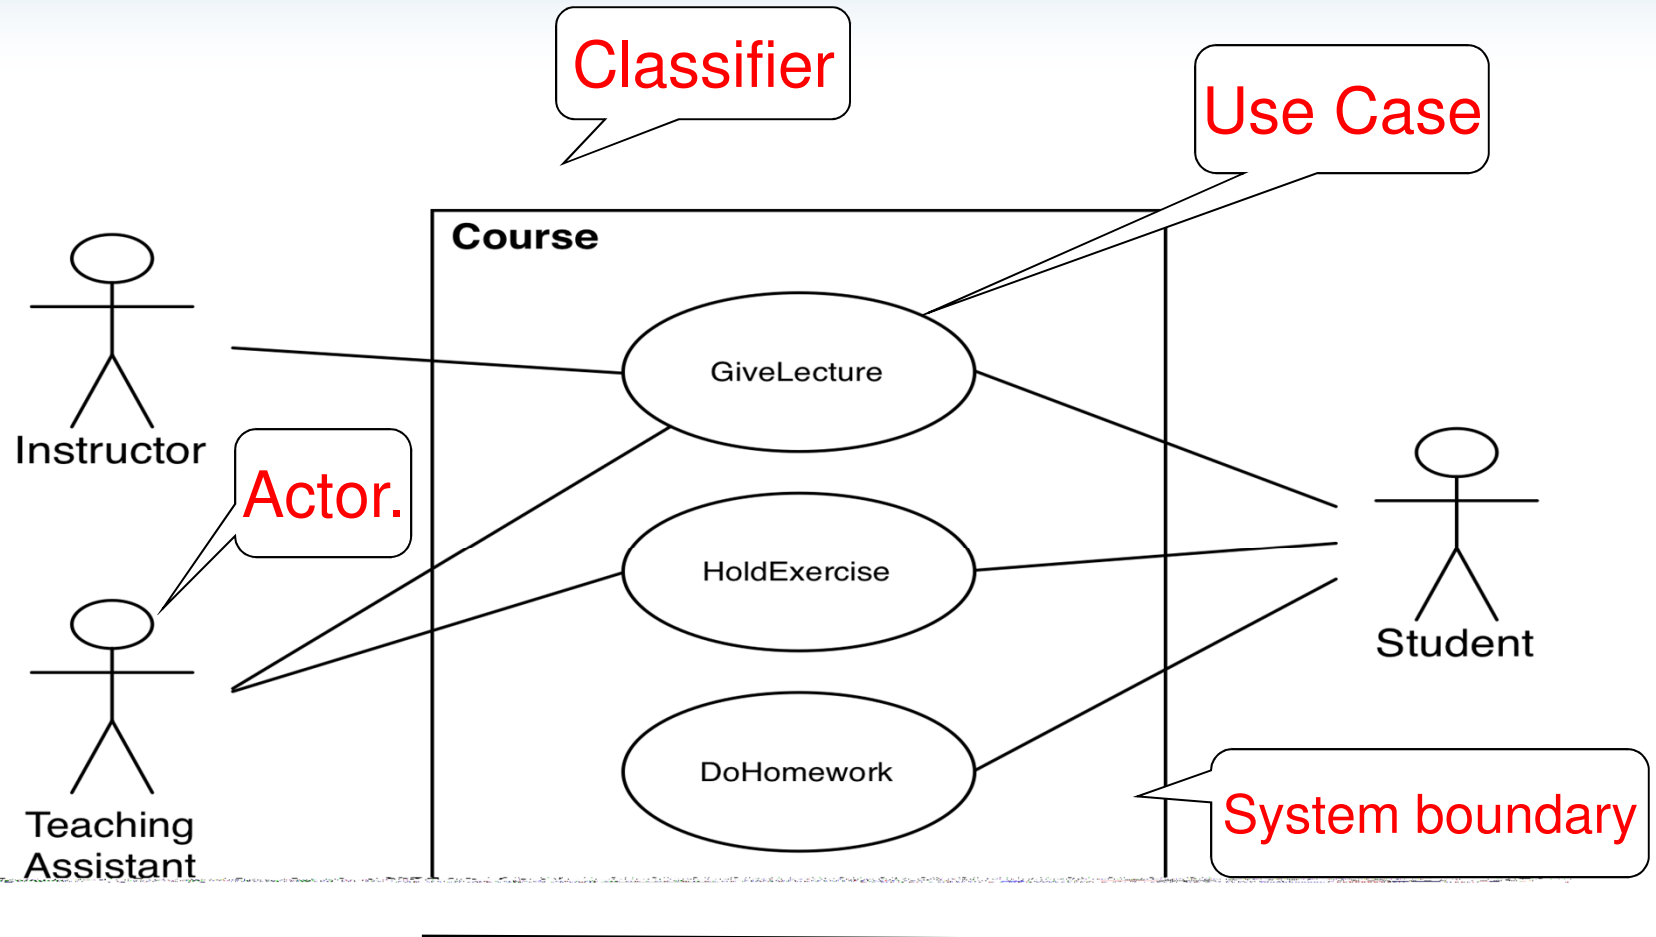 Classifier
Use Case
Course
GiveLecture
Instructor
Actor.
HoldExercise
Student
DoHomework
System boundary
Teaching
Assistant